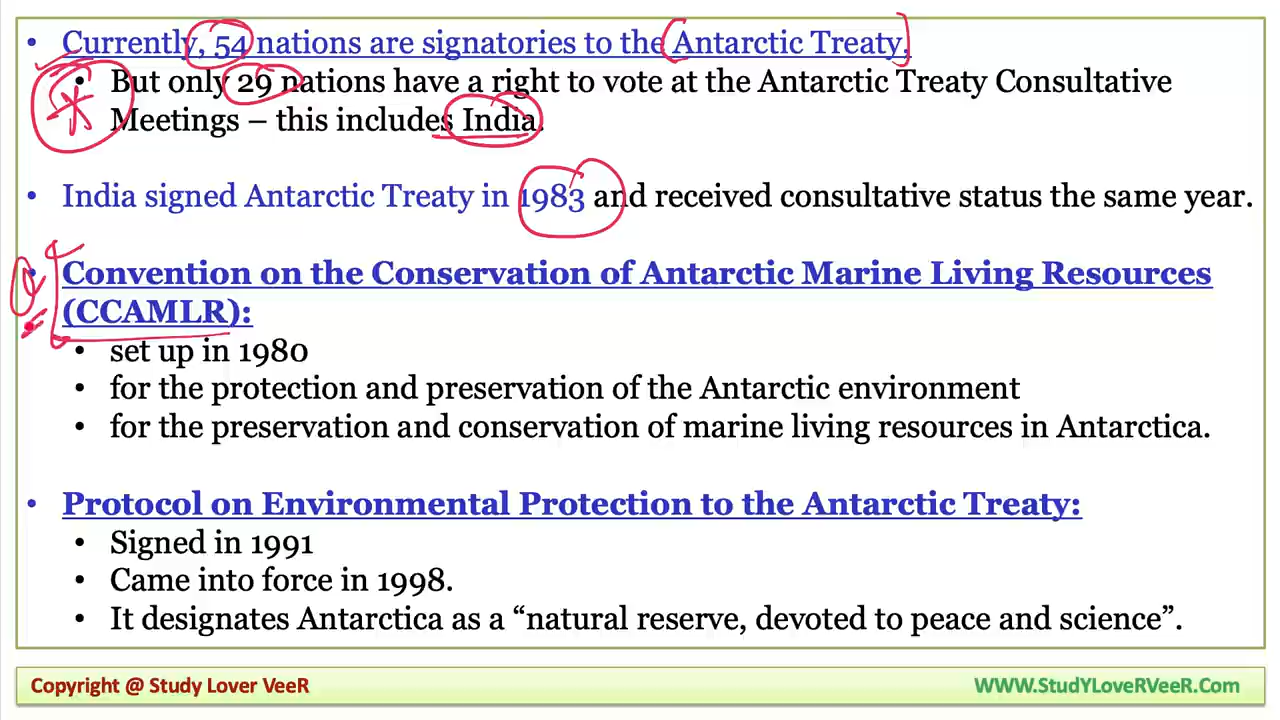 • Currently, 54 nations are signatories to the Antarctic Treaty.
• But only 29 nations have a right to vote at the Antarctic Treaty Consultative
Meetings – this includes India.
• India signed Antarctic Treaty in 1983 and received consultative status the same year.
• Convention on the Conservation of Antarctic Marine Living Resources
(CCAMLR):
• set up in 1980
• for the protection and preservation of the Antarctic environment
• for the preservation and conservation of marine living resources in Antarctica.
• Protocol on Environmental Protection to the Antarctic Treaty:
• Signed in 1991
• Came into force in 1998.
• It designates Antarctica as a “natural reserve, devoted to peace and science”.
Copyright @ Study Lover VeeR
WWW.StudYLoveRVeeR.Com